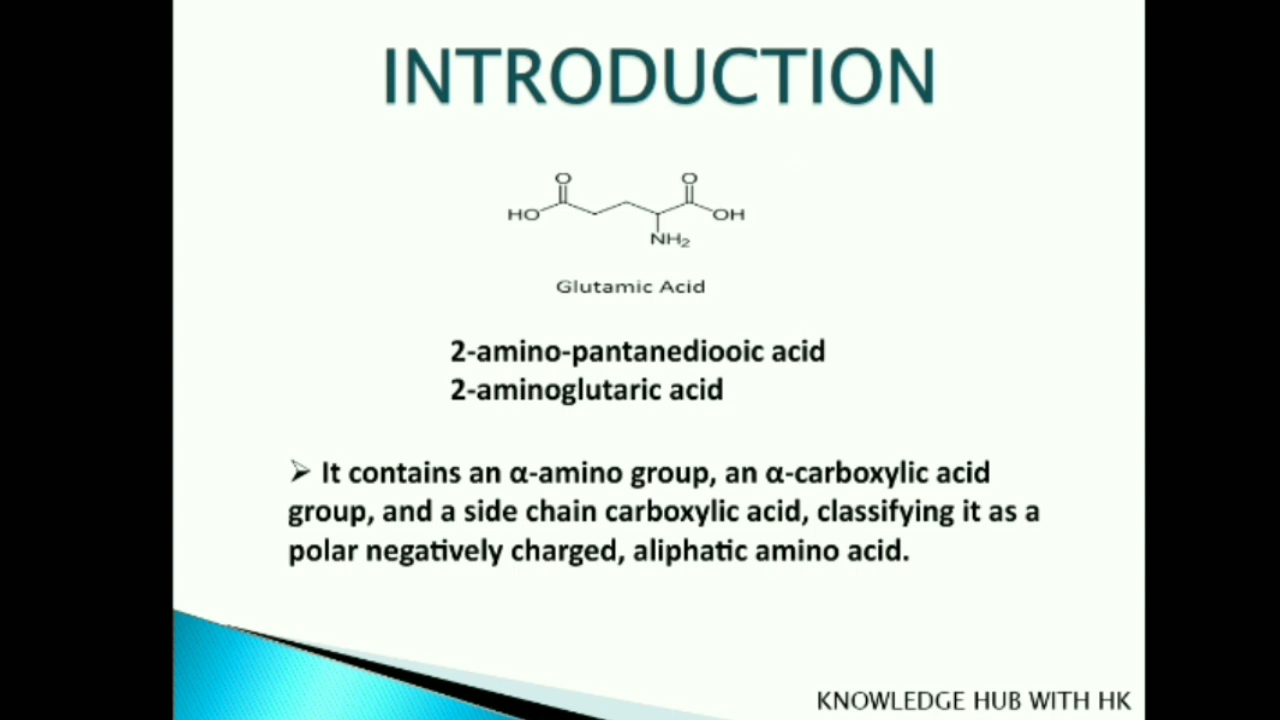 INTRODUCTION
O
O
HO
OH
NH₂
Glutamic Acid
2-amino-pantanediooic acid
2-aminoglutaric acid
➢ It contains an α-amino group, an α-carboxylic acid
group, and a side chain carboxylic acid, classifying it as a
polar negatively charged, aliphatic amino acid.
KNOWLEDGE HUB WITH HK